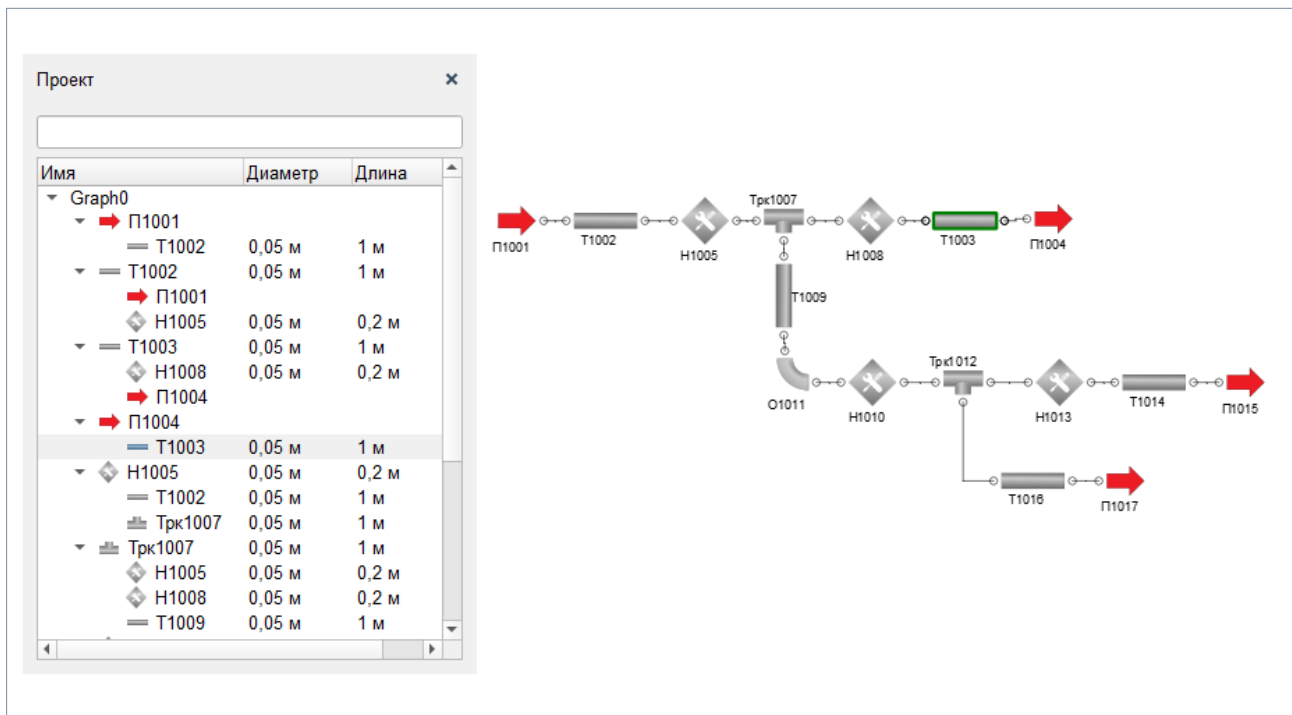 Проект
Имя Диаметр Длина
Graph0
П1001
Т1002 0,05 м 1 м
Т1002 0,05 м 1 м
П1001
Н1005 0,05 м 0,2 м
Т1003 0,05 м 1 м
Н1008 0,05 м 0,2 м
П1004
П1004
Т1003 0,05 м 1 м
Н1005 0,05 м 0,2 м
Т1002 0,05 м 1 м
Трк1007 0,05 м 1 м
Трк1007 0,05 м 1 м
Н1005 0,05 м 0,2 м
Н1008 0,05 м 0,2 м
Т1009 0,05 м 1 м
Трк1007
П1001 Т1002 Н1005 Н1008 Т1003 П1004
Т1009
Трк1012
О1011 Н1010 Н1013 Т1014 П1015
Т1016 П1017